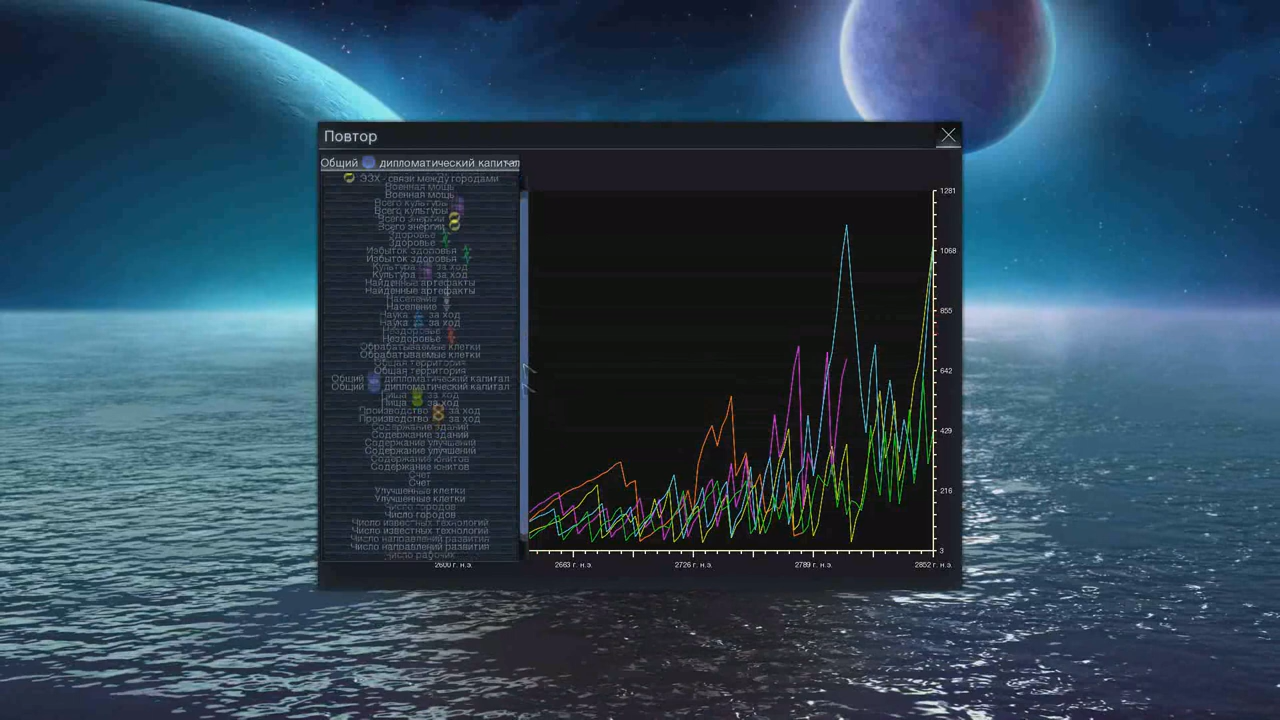 Повтор
Общий дипломатический капитал
ЭЗХ - связи между городами
Военная мощь
Военная мощь
Всего культуры
Всего культуры
Всего энергии
Всего энергии
Здоровье
Здоровье
Избыток здоровья
Избыток здоровья
Культура за ход
Культура за ход
Найденные артефакты
Найденные артефакты
Население
Население
Наука за ход
Наука за ход
Нездоровье
Нездоровье
Обрабатываемые клетки
Обрабатываемые клетки
Общая территория
Общая территория
Общий дипломатический капитал
Общий дипломатический капитал
Пища за ход
Пища за ход
Производство за ход
Производство за ход
Содержание зданий
Содержание зданий
Содержание улучшений
Содержание улучшений
Содержание юнитов
Содержание юнитов
Счет
Счет
Улучшенные клетки
Улучшенные клетки
Число городов
Число городов
Число известных технологий
Число известных технологий
Число направлений развития
Число направлений развития
Число рабочих
1281
1068
855
642
429
216
3
2600 г. н.э.
2663 г. н.э.
2726 г. н.э.
2789 г. н.э.
2852 г. н.э.